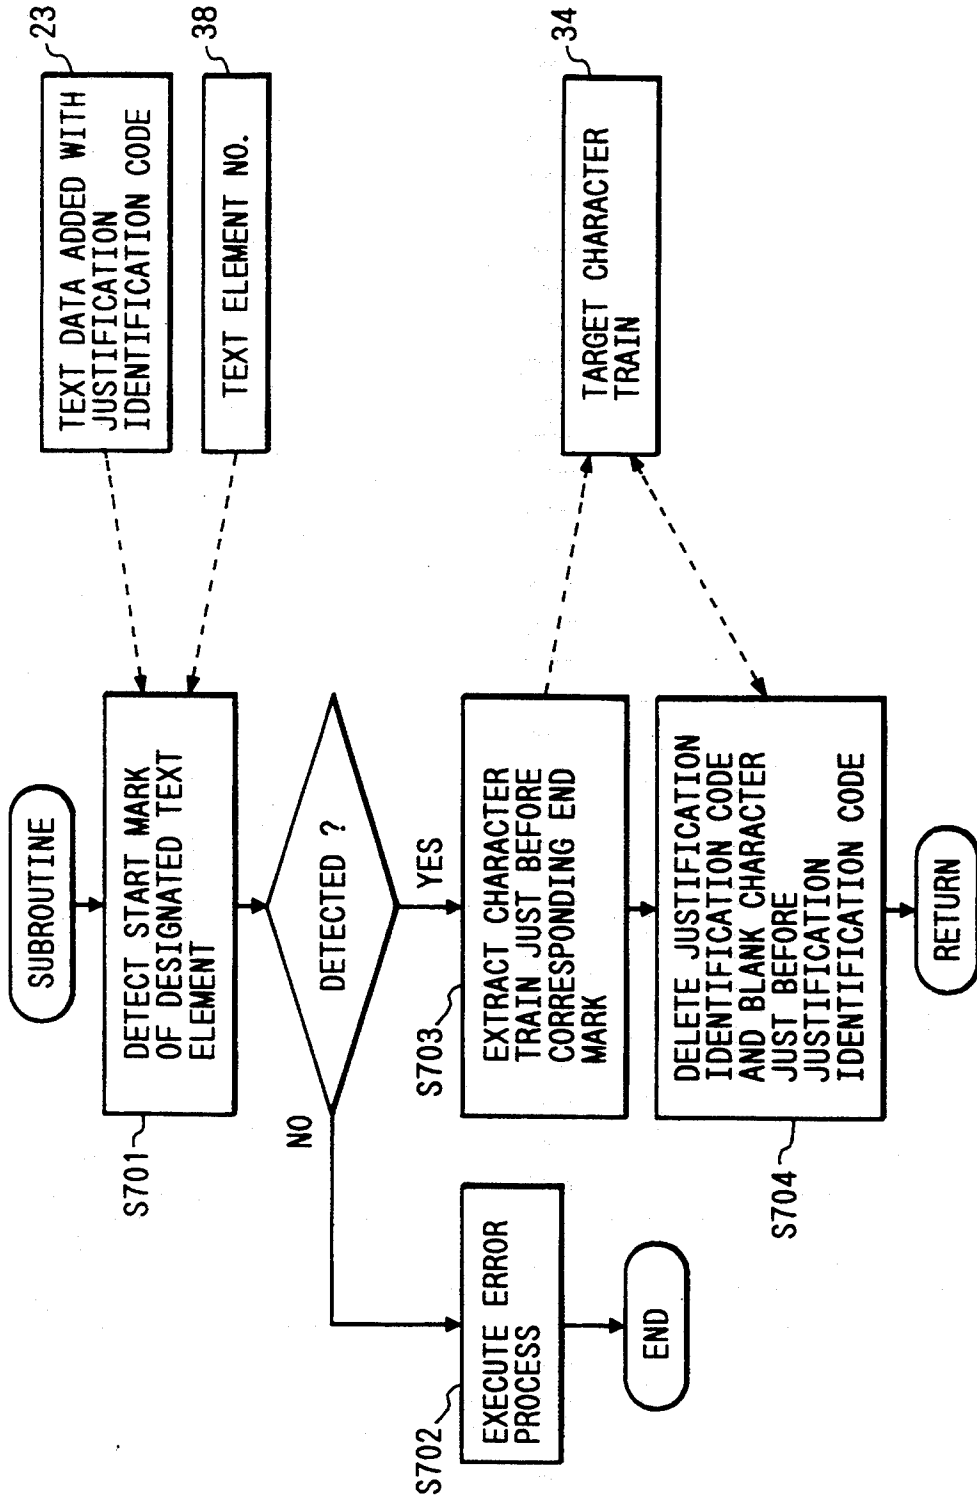 SUBROUTINE
S701
DETECT START MARK
OF DESIGNATED TEXT
ELEMENT
TEXT DATA ADDED WITH
JUSTIFICATION
IDENTIFICATION CODE
23
TEXT ELEMENT NO.
38
DETECTED ?
NO
YES
S702
EXECUTE ERROR
PROCESS
END
S703
EXTRACT CHARACTER
TRAIN JUST BEFORE
CORRESPONDING END
MARK
TARGET CHARACTER
TRAIN
34
S704
DELETE JUSTIFICATION
IDENTIFICATION CODE
AND BLANK CHARACTER
JUST BEFORE
JUSTIFICATION
IDENTIFICATION CODE
RETURN